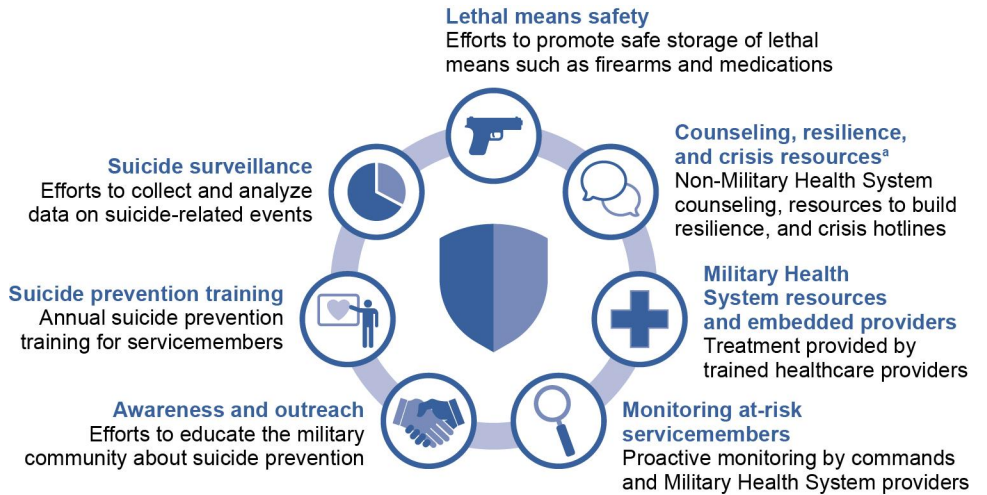 Lethal means safety
Efforts to promote safe storage of lethal
means such as firearms and medications
Counseling, resilience,
and crisis resourcesª
Non-Military Health System
counseling, resources to build
resilience, and crisis hotlines
Military Health
System resources
and embedded providers
Treatment provided by
trained healthcare providers
Monitoring at-risk
servicemembers
Proactive monitoring by commands
and Military Health System providers
Awareness and outreach
Efforts to educate the military
community about suicide prevention
Suicide prevention training
Annual suicide prevention
training for servicemembers
Suicide surveillance
Efforts to collect and analyze
data on suicide-related events